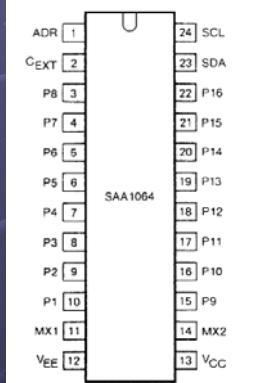 ADR 1 24 SCL
CEXT 2 23 SDA
P8 3 22 P16
P7 4 21 P15
P6 5 20 P14
P5 6 19 P13
SAA1064
P4 7 18 P12
P3 8 17 P11
P2 9 16 P10
P1 10 15 P9
MX1 11 14 MX2
VEE 12 13 VCC